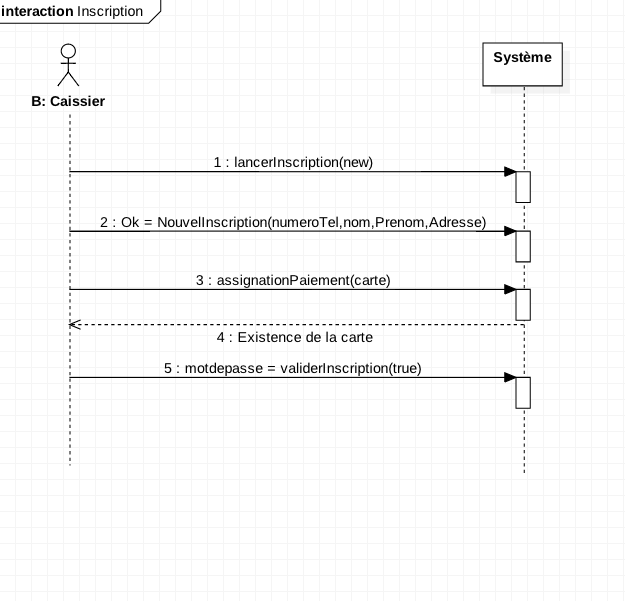 interaction Inscription
Système
B: Caissier
1 : lancerInscription(new)
2 : Ok = NouvelInscription(numeroTel,nom,Prenom,Adresse)
3 : assignationPaiement(carte)
4 : Existence de la carte
5 : motdepasse = validerInscription(true)